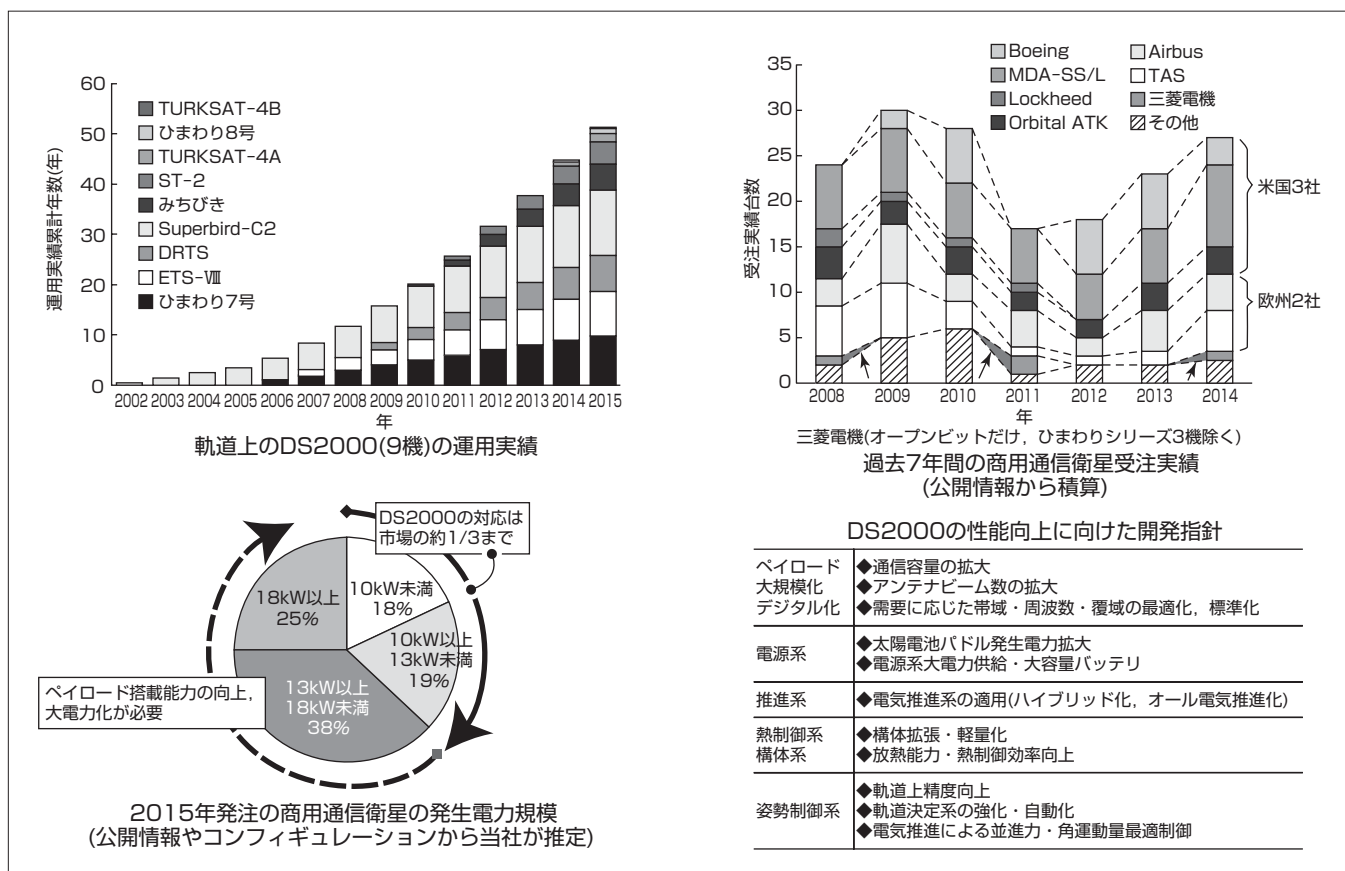 60
50
40
30
20
10
0
運用実績累計年数(年)
TURKSAT-4B
ひまわり8号
TURKSAT-4A
ST-2
みちびき
Superbird-C2
DRTS
ETS-Ⅷ
ひまわり7号
2002 2003 2004 2005 2006 2007 2008 2009 2010 2011 2012 2013 2014 2015
年
軌道上のDS2000(9機)の運用実績
Boeing
MDA-SS/L
Lockheed
Orbital ATK
Airbus
TAS
三菱電機
その他
35
30
25
20
15
10
5
0
受注実績台数
米国3社
欧州2社
2008 2009 2010 2011 2012 2013 2014
年
三菱電機(オープンビットだけ,ひまわりシリーズ3機除く)
過去7年間の商用通信衛星受注実績
(公開情報から積算)
DS2000の対応は
市場の約1/3まで
10kW未満
18%
10kW以上
13kW未満
19%
13kW以上
18kW未満
38%
18kW以上
25%
ペイロード搭載能力の向上,
大電力化が必要
2015年発注の商用通信衛星の発生電力規模
(公開情報やコンフィギュレーションから当社が推定)
DS2000の性能向上に向けた開発指針
ペイロード
大規模化
デジタル化
◆通信容量の拡大
◆アンテナビーム数の拡大
◆需要に応じた帯域・周波数・覆域の最適化,標準化
電源系
◆太陽電池パドル発生電力拡大
◆電源系大電力供給・大容量バッテリ
推進系
◆電気推進系の適用(ハイブリッド化,オール電気推進化)
熱制御系
構体系
◆構体拡張・軽量化
◆放熱能力・熱制御効率向上
姿勢制御系
◆軌道上精度向上
◆軌道決定系の強化・自動化
◆電気推進による並進力・角運動量最適制御